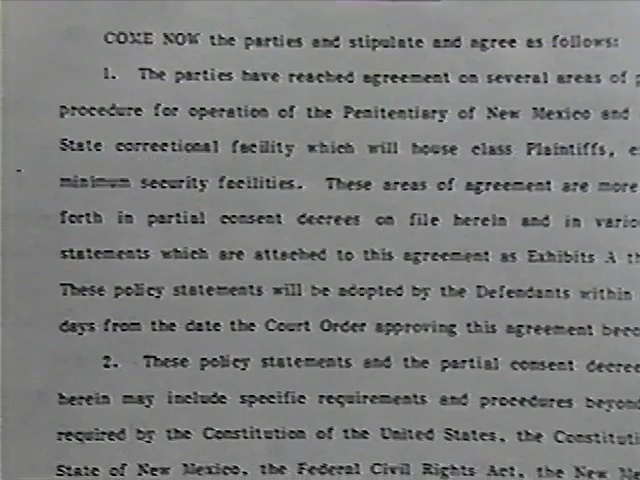 COME NOW the parties and stipulate and agree as follows:
1. The parties have reached agreement on several areas of
procedure for operation of the Penitentiary of New Mexico and
State correctional facility which will house class Plaintiffs,
minimum security facilities. These areas of agreement are more
forth in partial consent decrees on file herein and in
statements which are attached to this agreement as Exhibits A
These policy statements will be adopted by the Defendants within
days from the date the Court Order approving this agreement
2. These policy statements and the partial consent
herein may include specific requirements and procedures
required by the Constitution of the United States, the
State of New Mexico, the Federal Civil Rights Act, the New